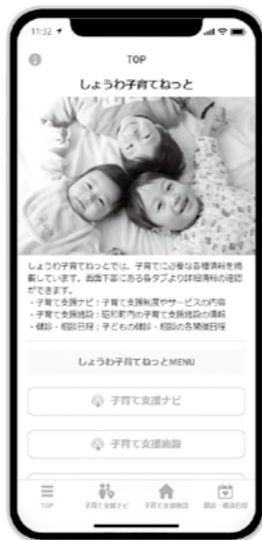 11:32
TOP
しょうわ子育てねっと
しょうわ子育てねっとでは、子育てに必要な各種情報を掲
載しています。画面下部にある各タブより詳細情報の確認
ができます。
・子育て支援ナビ：子育て支援制度やサービスの内容
・子育て支援施設：昭和町内の子育て支援施設の情報
・健診・相談日程：子どもの健診・相談の各開催日程
しょうわ子育てねっとMENU
子育て支援ナビ
子育て支援施設
TOP
子育て支援ナビ
子育て支援施設
健診・相談日程